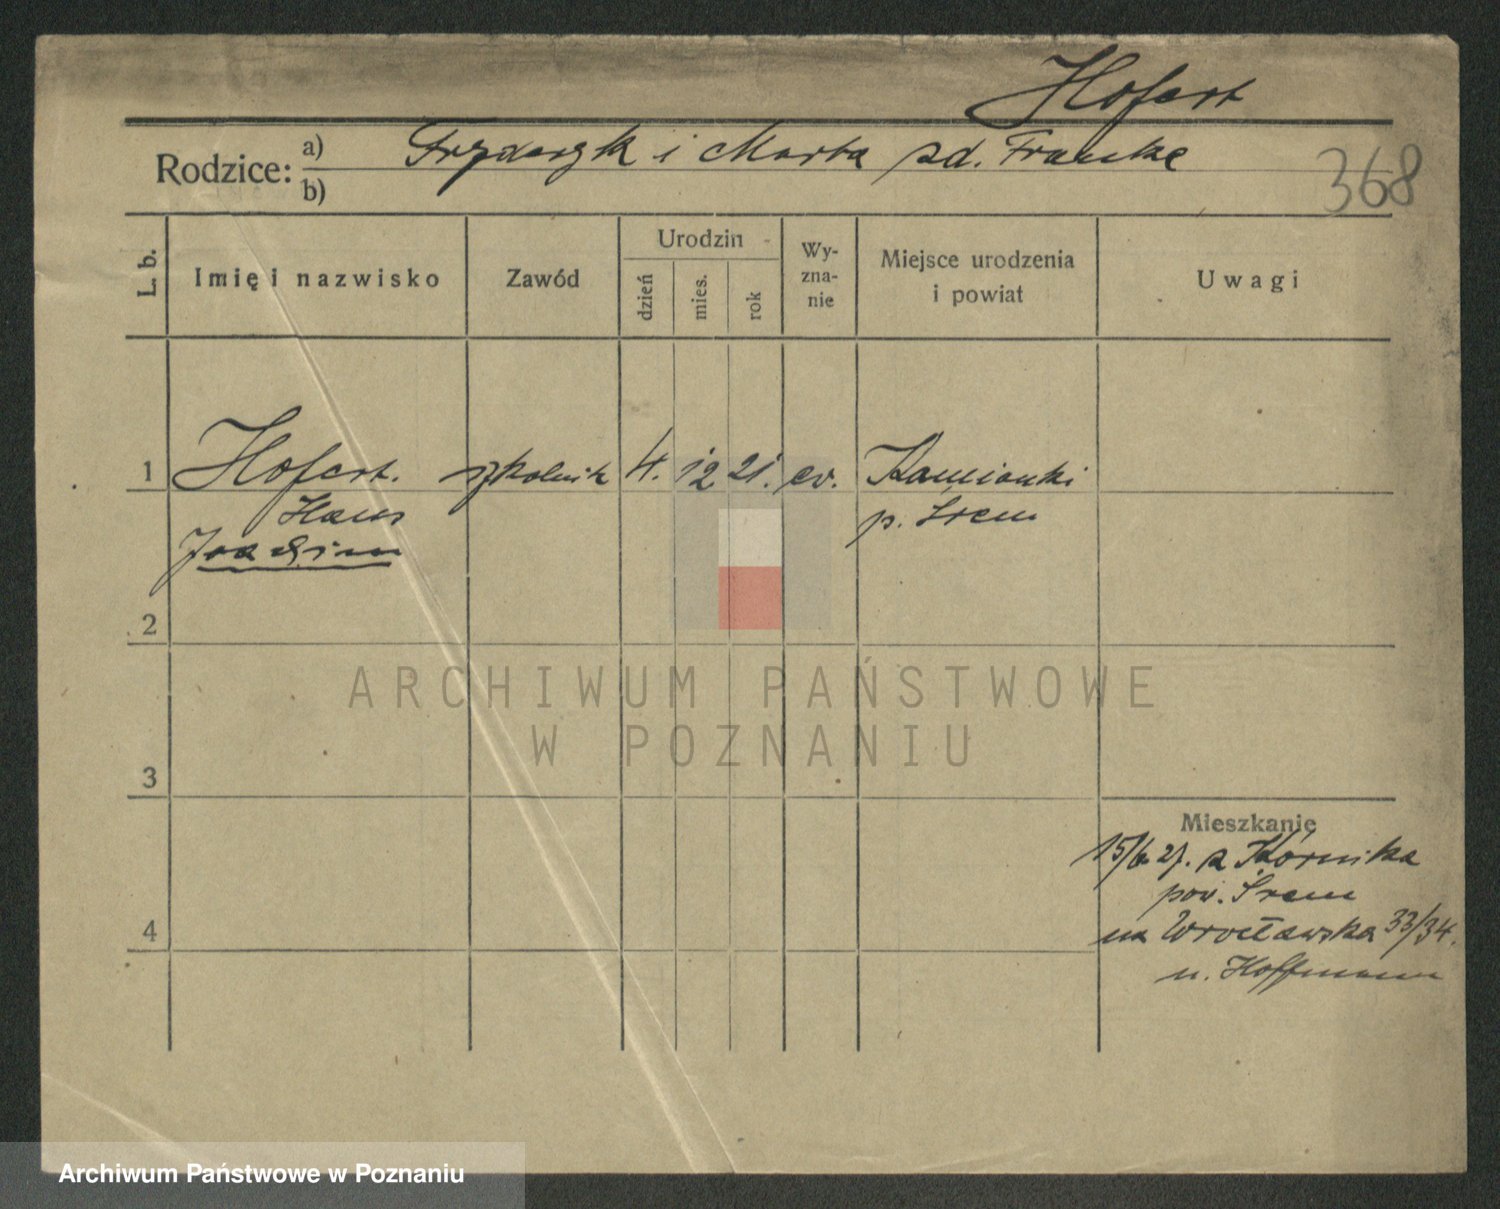 Hofert
Rodzice: a) Fryderyk i Marta zd. Franke
b)
368
L. b.
Imię i nazwisko
Zawód
Urodzin
dzień
mies.
rok
Wy-
zna-
nie
Miejsce urodzenia
i powiat
Uwagi
1 Hofert. szkolnik 4. 12 21. ev. Kamionki
Hans p. Śrem
Joachim
2
ARCHIWUM PAŃSTWOWE
W POZNANIU
3
Mieszkanie
15/6 27. z Kórnika
pow. Śrem
na Wrocławska 33/34.
u. Hoffmann
4
Archiwum Państwowe w Poznaniu